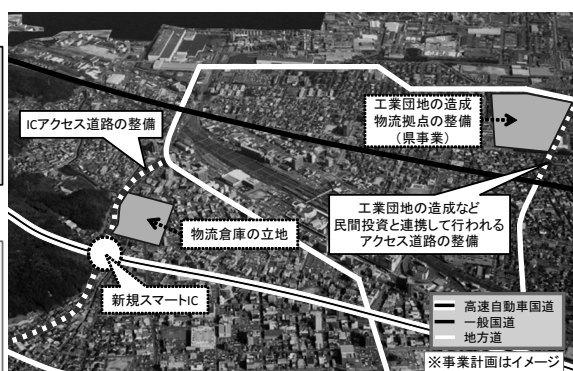 工業団地の造成
物流拠点の整備
(県事業)
ICアクセス道路の整備
工業団地の造成など
民間投資と連携して行われる
アクセス道路の整備
物流倉庫の立地
新規スマートIC
高速自動車国道
一般国道
地方道
※事業計画はイメージ